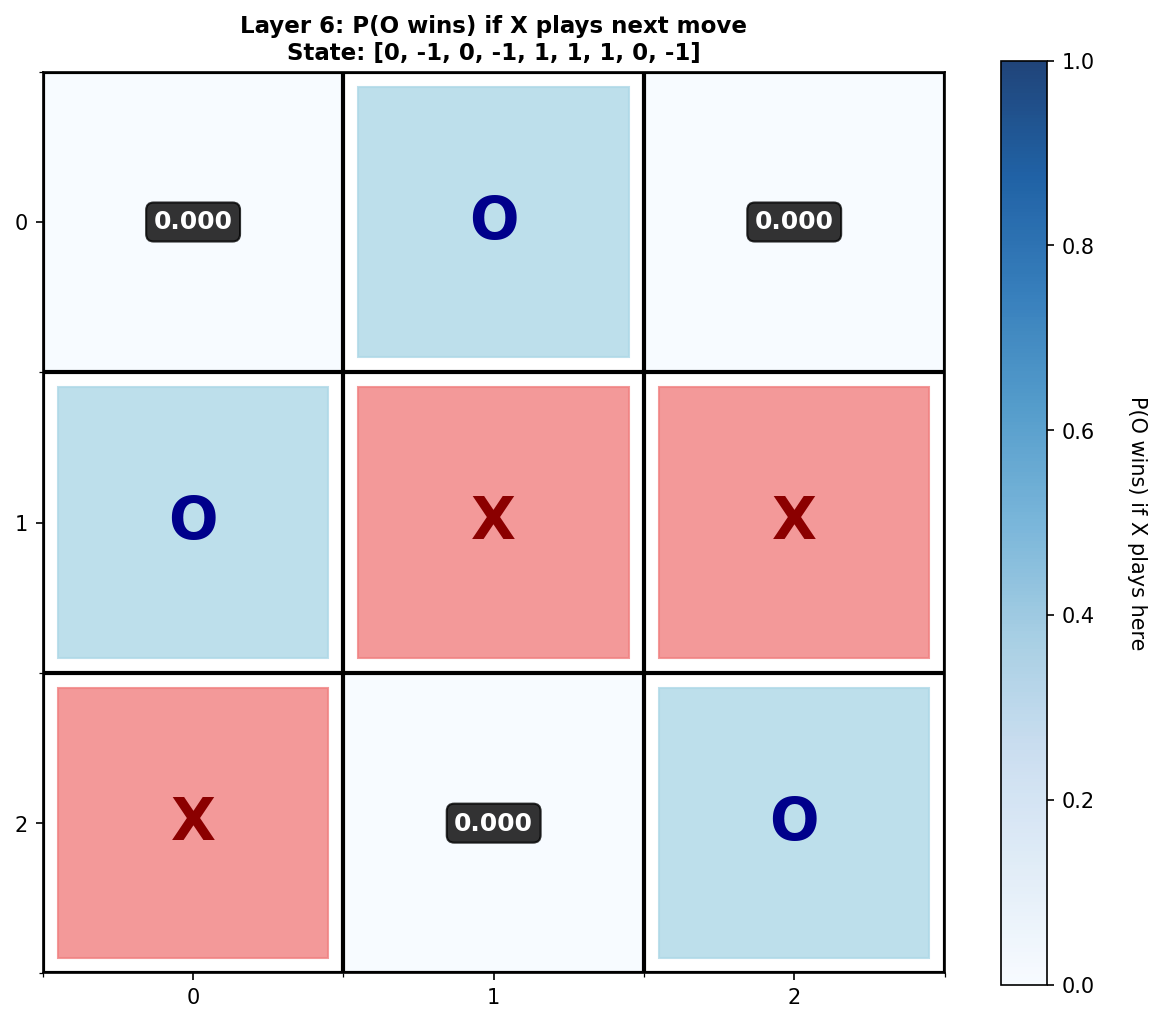 Layer 6: P(O wins) if X plays next move
State: [0, -1, 0, -1, 1, 1, 1, 0, -1]
0
0.000
O
0.000
1
O
X
X
2
X
0.000
O
0
1
2
1.0
0.8
0.6
0.4
0.2
0.0
P(O wins) if X plays here